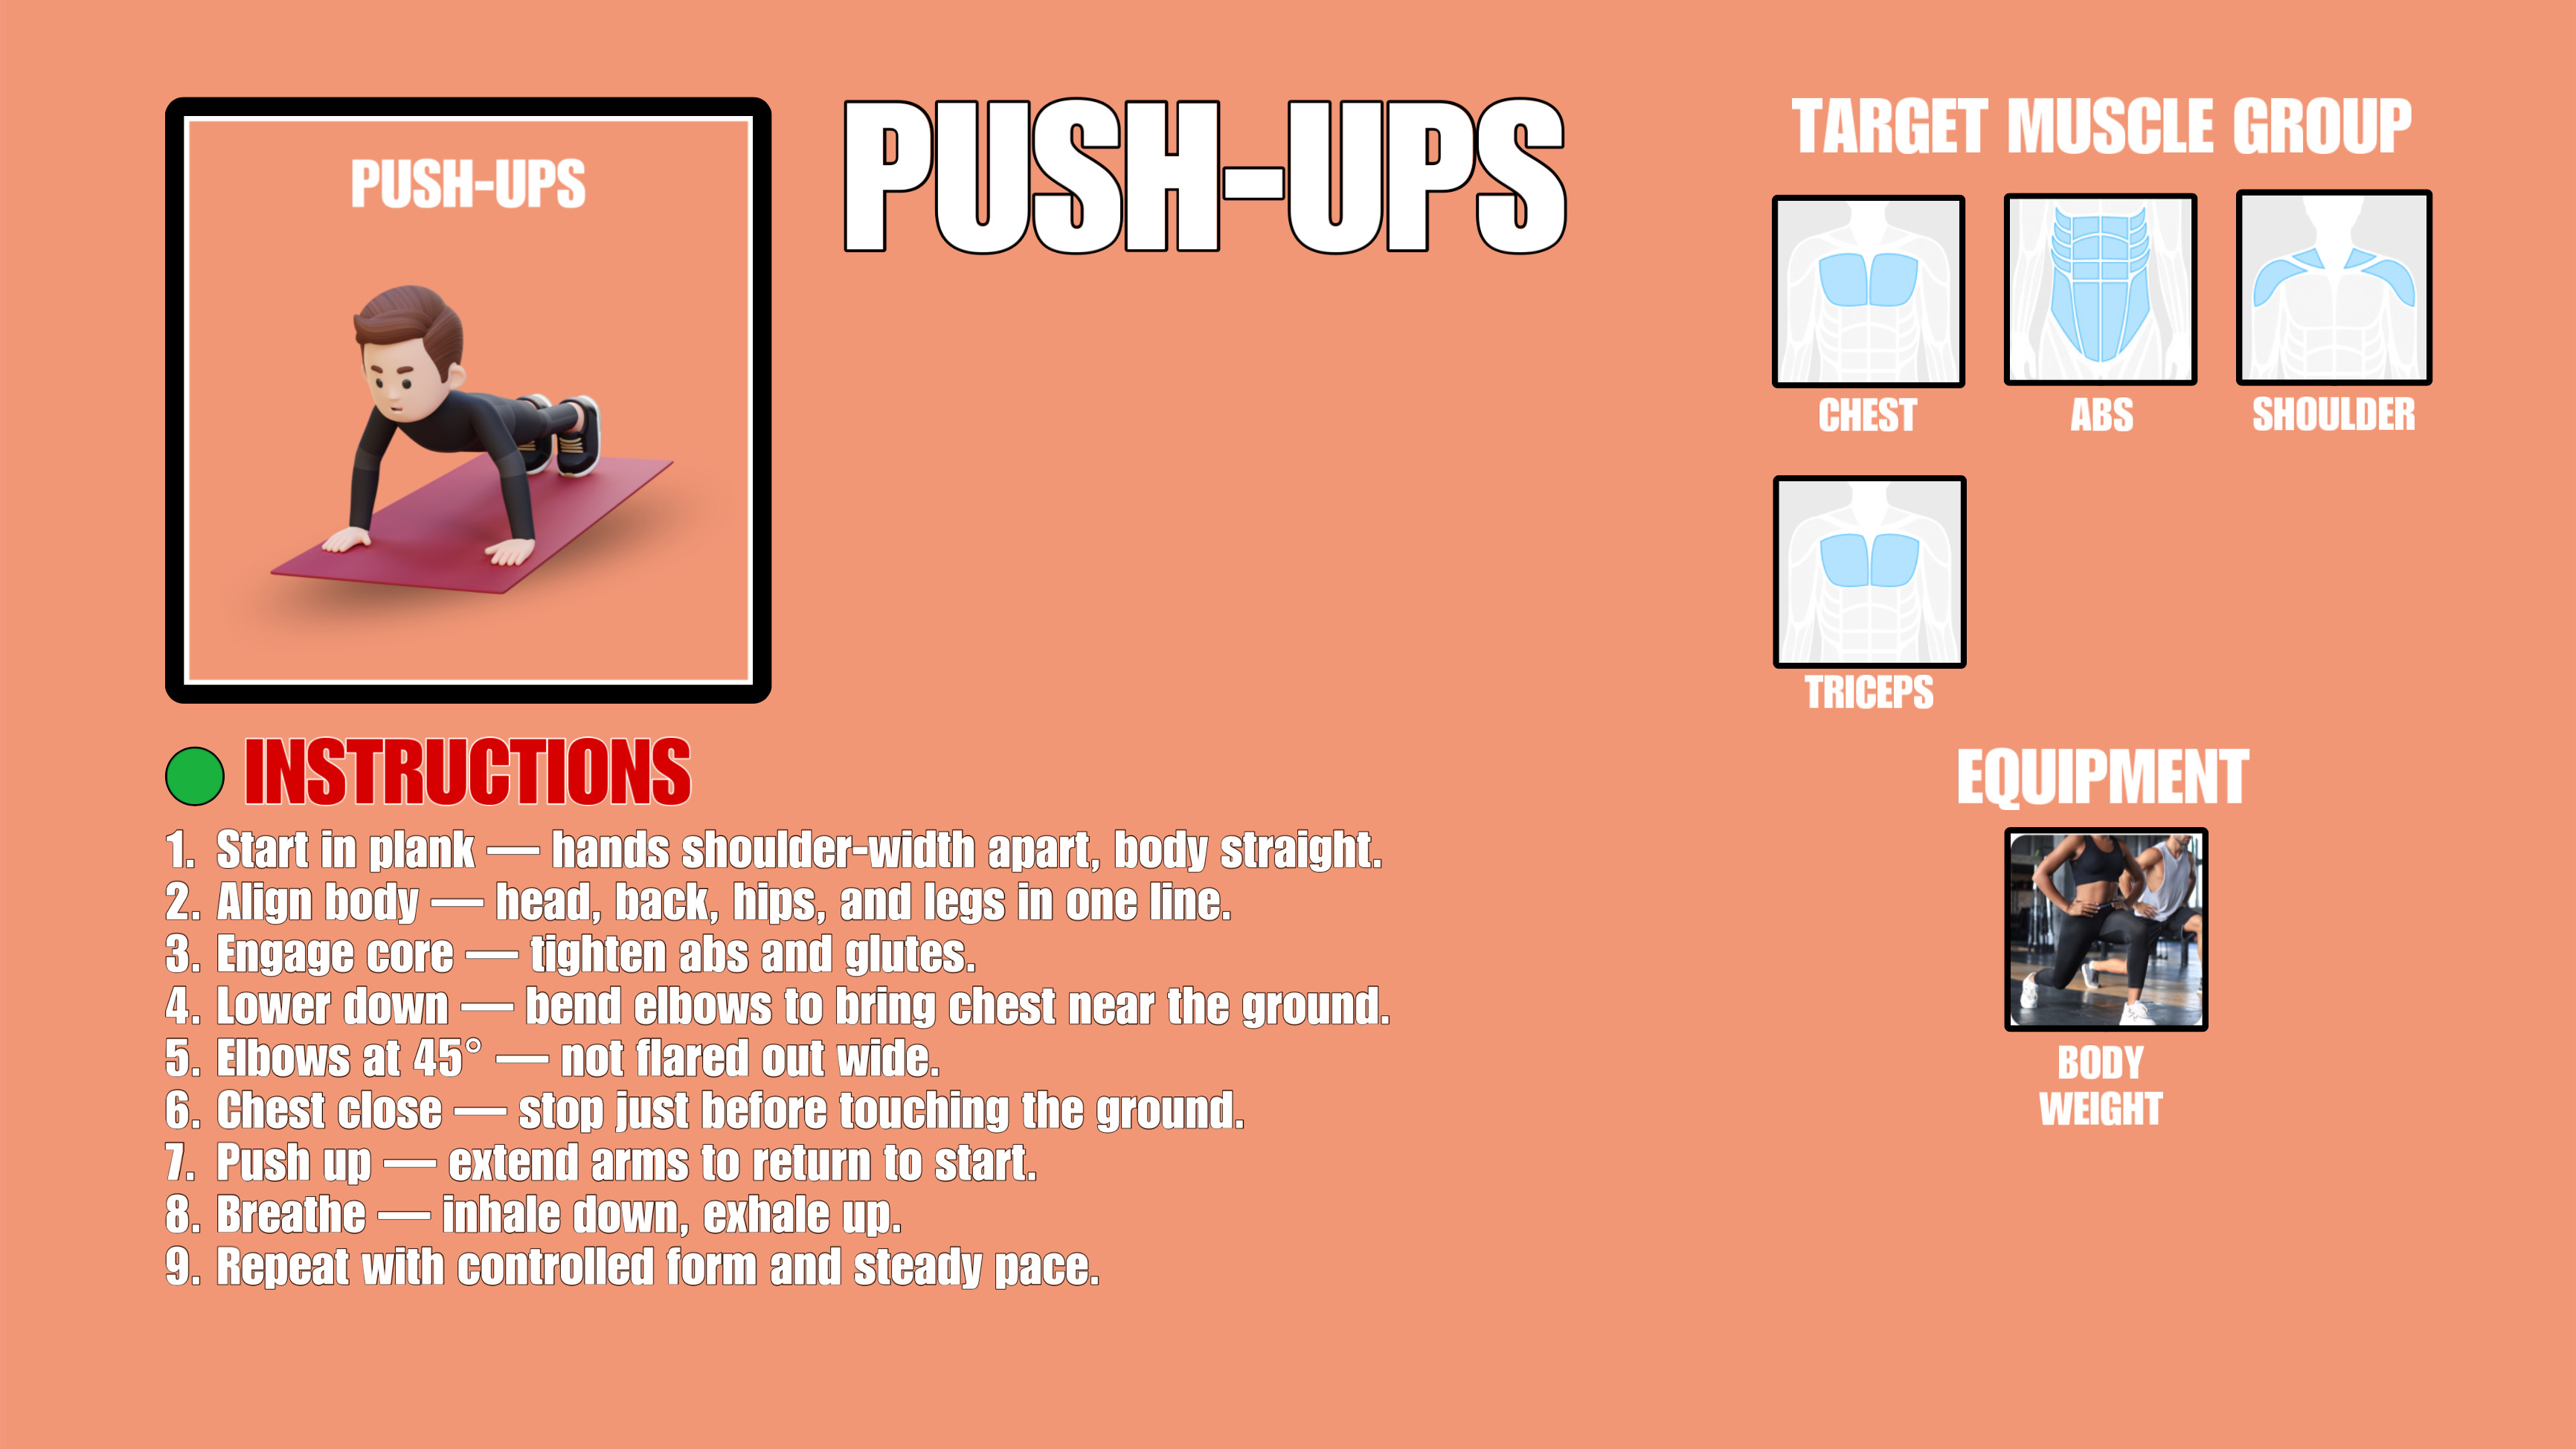 PUSH-UPS
PUSH-UPS
TARGET MUSCLE GROUP
CHEST
ABS
SHOULDER
TRICEPS
INSTRUCTIONS
1. Start in plank — hands shoulder-width apart, body straight.
2. Align body — head, back, hips, and legs in one line.
3. Engage core — tighten abs and glutes.
4. Lower down — bend elbows to bring chest near the ground.
5. Elbows at 45° — not flared out wide.
6. Chest close — stop just before touching the ground.
7. Push up — extend arms to return to start.
8. Breathe — inhale down, exhale up.
9. Repeat with controlled form and steady pace.
EQUIPMENT
BODY
WEIGHT